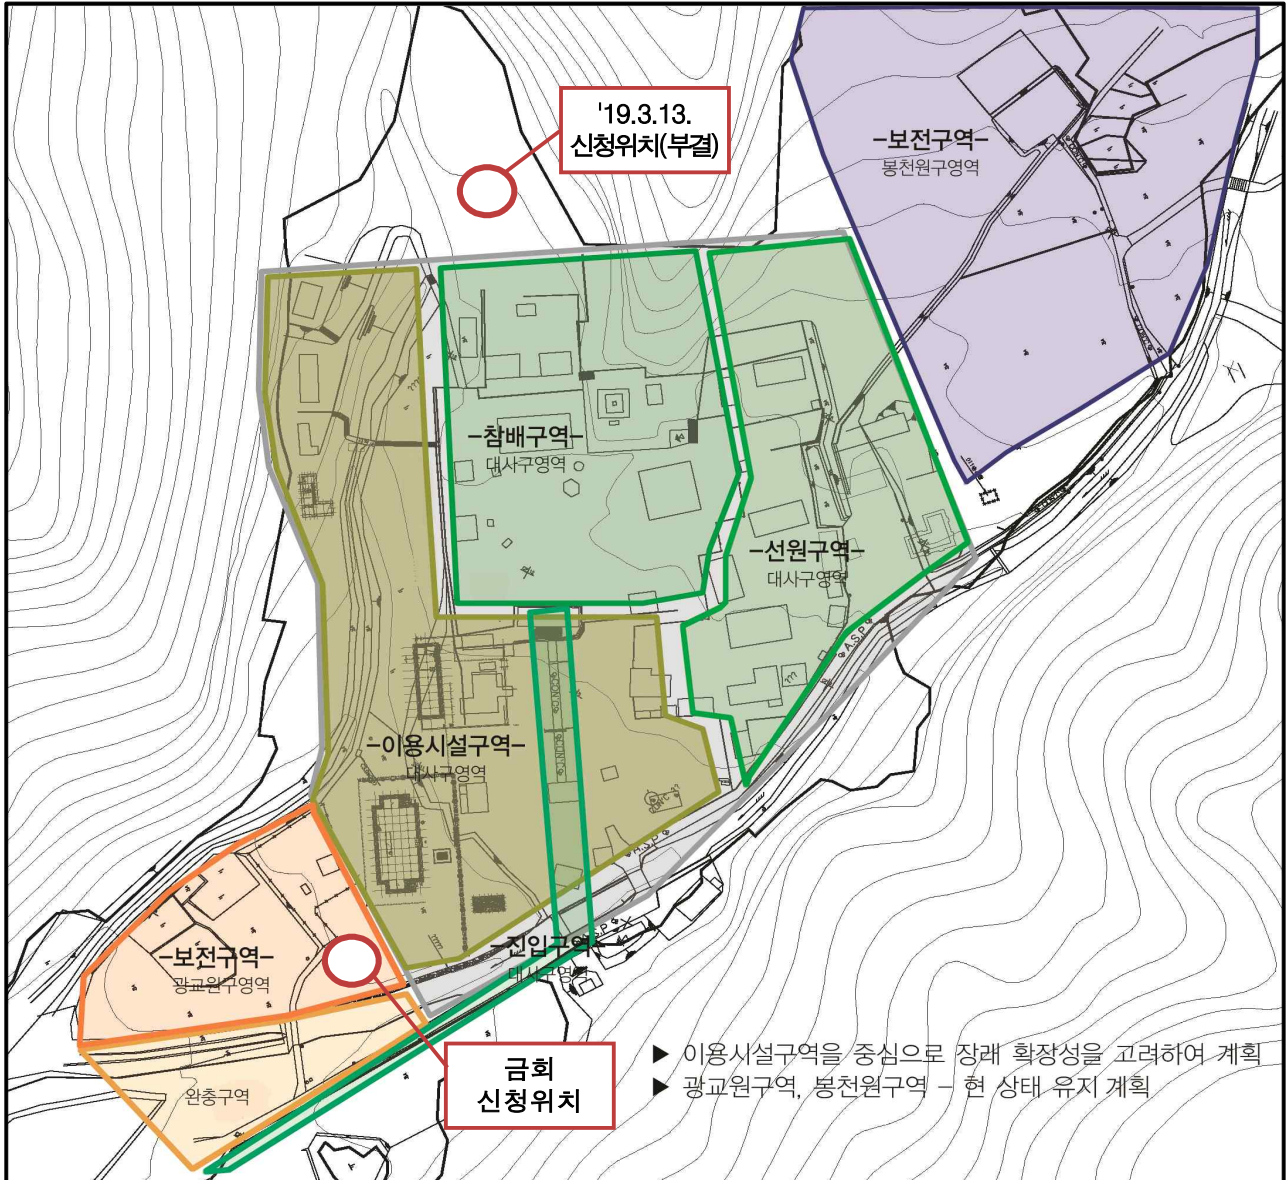 '19.3.13.
신청위치(부결)
-보전구역-
봉천원구영역
-참배구역-
대사구영역
-선원구역-
대사구영역
A.S.P
-이용시설구역-
대사구영역
A.S.P
-보전구역-
광교원구영역
-진입구역-
대사구영역
완충구역
금회
신청위치
▶ 이용시설구역을 중심으로 장래 확장성을 고려하여 계획
▶ 광교원구역, 봉천원구역 - 현 상태 유지 계획